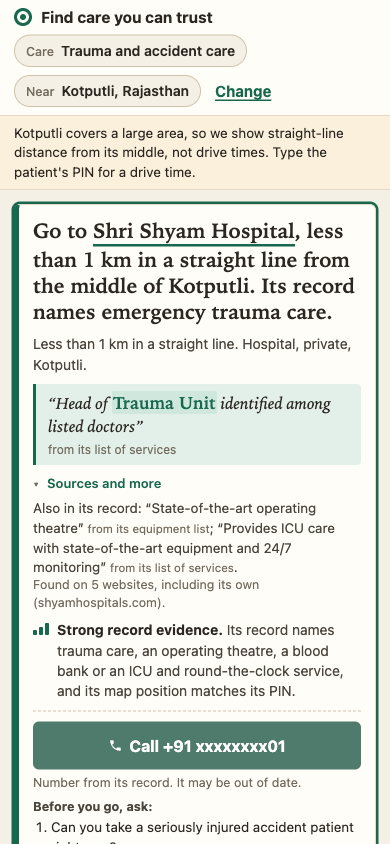 Find care you can trust
Care Trauma and accident care
Near Kotputli, Rajasthan Change
Kotputli covers a large area, so we show straight-line
distance from its middle, not drive times. Type the
patient's PIN for a drive time.
Go to Shri Shyam Hospital, less
than 1 km in a straight line from
the middle of Kotputli. Its record
names emergency trauma care.
Less than 1 km in a straight line. Hospital, private,
Kotputli.
“Head of Trauma Unit identified among
listed doctors”
from its list of services
▾ Sources and more
Also in its record: “State-of-the-art operating
theatre” from its equipment list; “Provides ICU care
with state-of-the-art equipment and 24/7
monitoring” from its list of services.
Found on 5 websites, including its own
(shyamhospitals.com).
Strong record evidence. Its record names
trauma care, an operating theatre, a blood
bank or an ICU and round-the-clock service,
and its map position matches its PIN.
Call +91 xxxxxxxx01
Number from its record. It may be out of date.
Before you go, ask:
1. Can you take a seriously injured accident patient